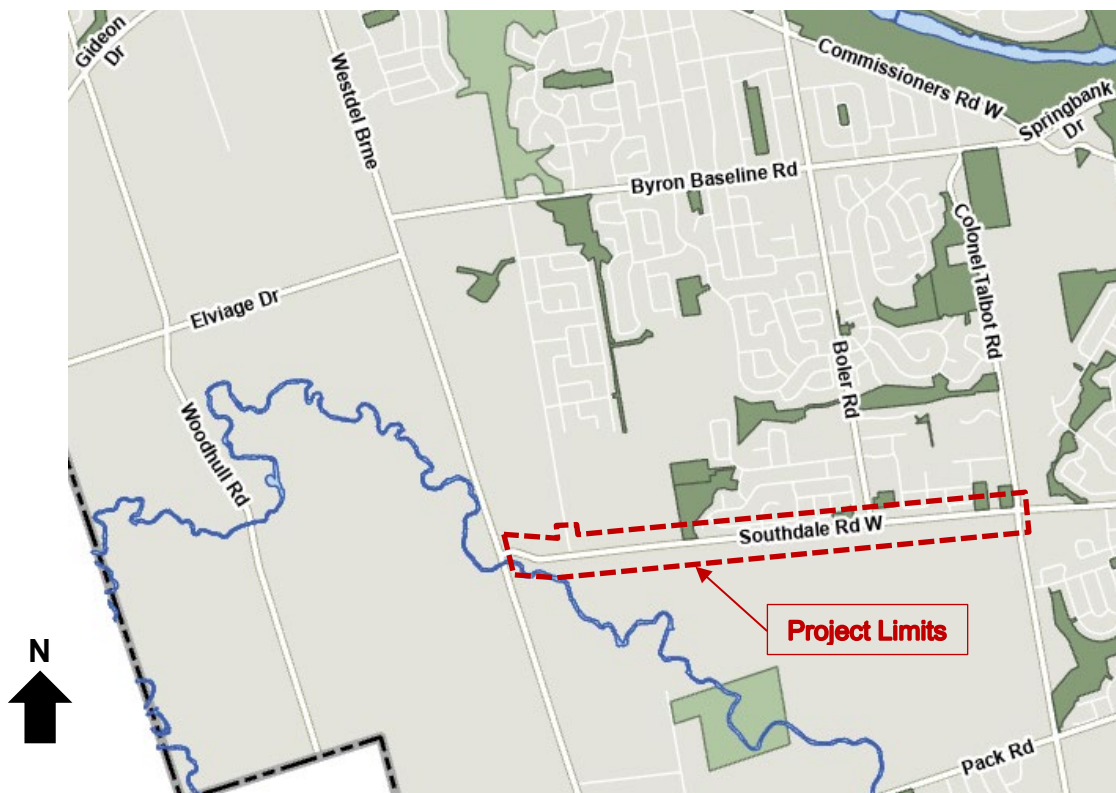 Gideon
Dr
Westdel Brne
Commissioners Rd W
Springbank
Dr
Byron Baseline Rd
Colonel Talbot Rd
Elviage Dr
Boler Rd
Woodhull Rd
Southdale Rd W
Project Limits
N
Pack Rd